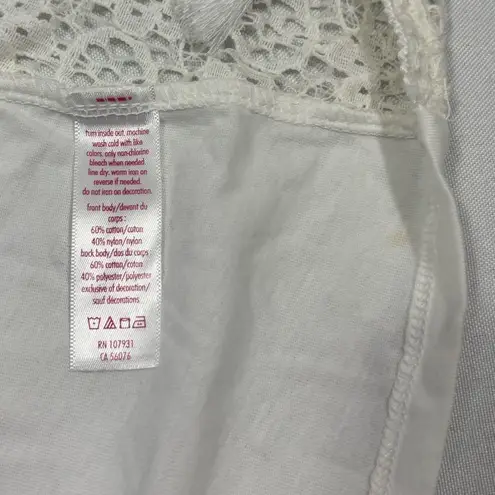 turn inside out. machine
wash cold with like
colors. only non-chlorine
bleach when needed
line dry. warm iron on
reverse if needed.
do not iron on decoration.
front body/devant du
corps :
60% cotton/coton
40% nylon/nylon
back body/dos du corps :
60% cotton/coton
40% polyester/polyester
exclusive of decoration/
sauf décorations.
RN 107931
CA 56076